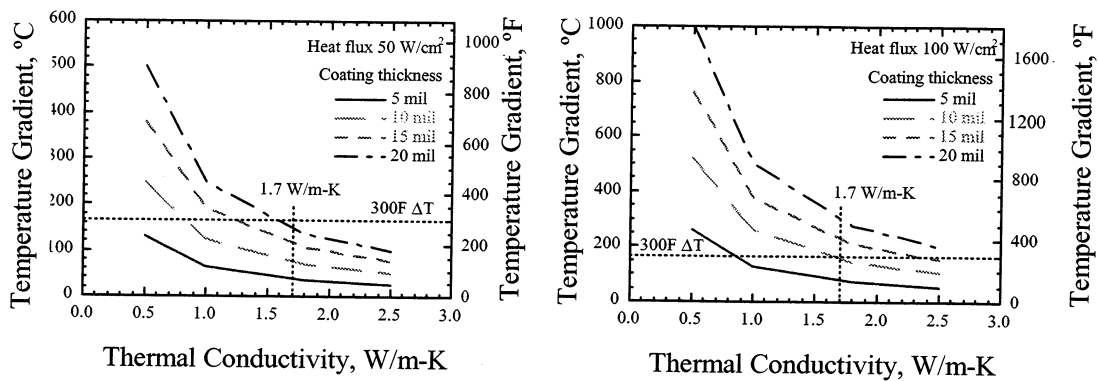 Temperature Gradient, ºC
600
500
400
300
200
100
0
Heat flux 50 W/cm²
Coating thickness
5 mil
10 mil
15 mil
20 mil
1.7 W/m-K
300F ΔT
1000
800
600
400
200
0
Temperature Gradient, ºF
0.0 0.5 1.0 1.5 2.0 2.5 3.0
Thermal Conductivity, W/m-K
Temperature Gradient, ºC
1000
800
600
400
200
0
Heat flux 100 W/cm²
Coating thickness
5 mil
10 mil
15 mil
20 mil
1.7 W/m-K
300F ΔT
1600
1200
800
400
0
Temperature Gradient, ºF
0.0 0.5 1.0 1.5 2.0 2.5 3.0
Thermal Conductivity, W/m-K